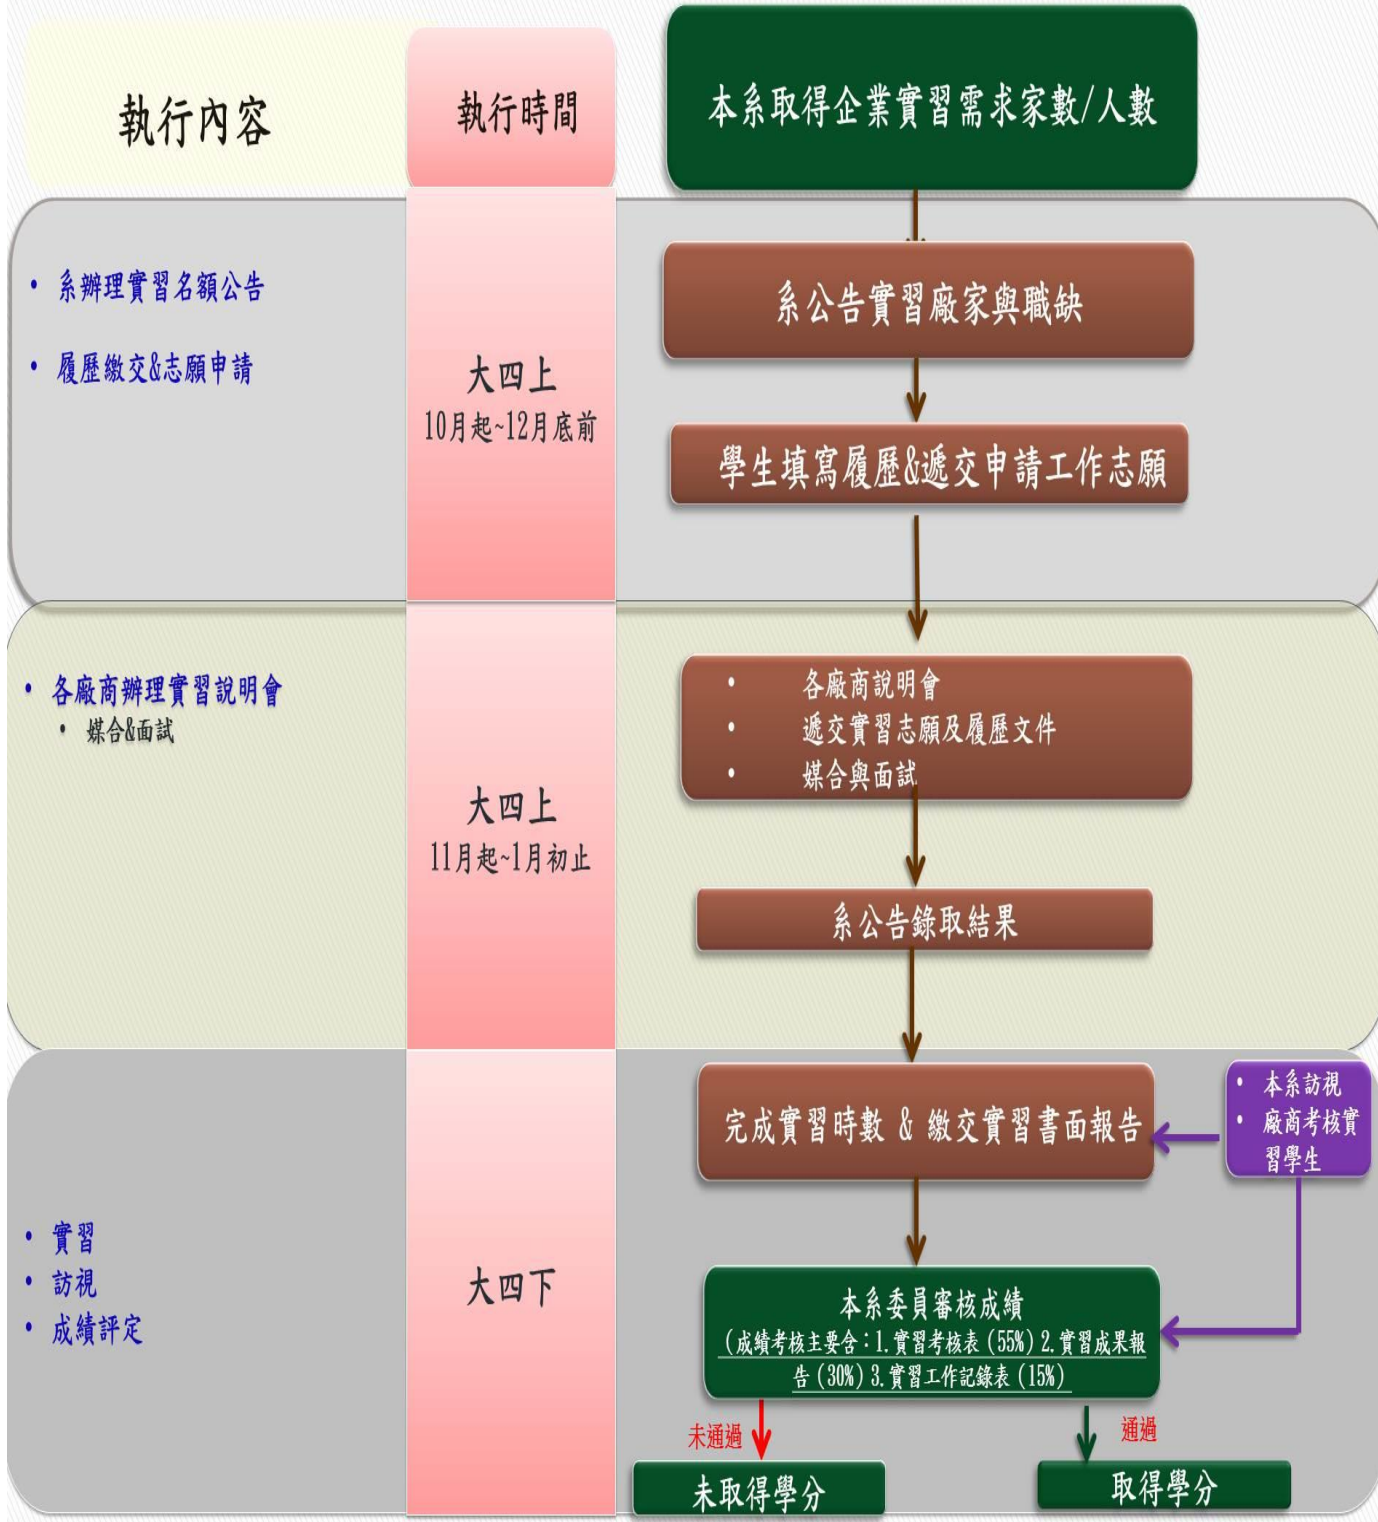 執行內容
執行時間
本系取得企業實習需求家數/人數
• 系辦理實習名額公告
• 履歷繳交&志願申請
大四上
10月起~12月底前
系公告實習廠家與職缺
學生填寫履歷&遞交申請工作志願
• 各廠商辦理實習說明會
• 媒合&面試
大四上
11月起~1月初止
• 各廠商說明會
• 遞交實習志願及履歷文件
• 媒合與面試
系公告錄取結果
• 實習
• 訪視
• 成績評定
大四下
完成實習時數 & 繳交實習書面報告
• 本系訪視
• 廠商考核實
習學生
本系委員審核成績
(成績考核主要含：1.實習考核表(55%)2.實習成果報
告(30%)3.實習工作記錄表(15%)
未通過
通過
未取得學分
取得學分